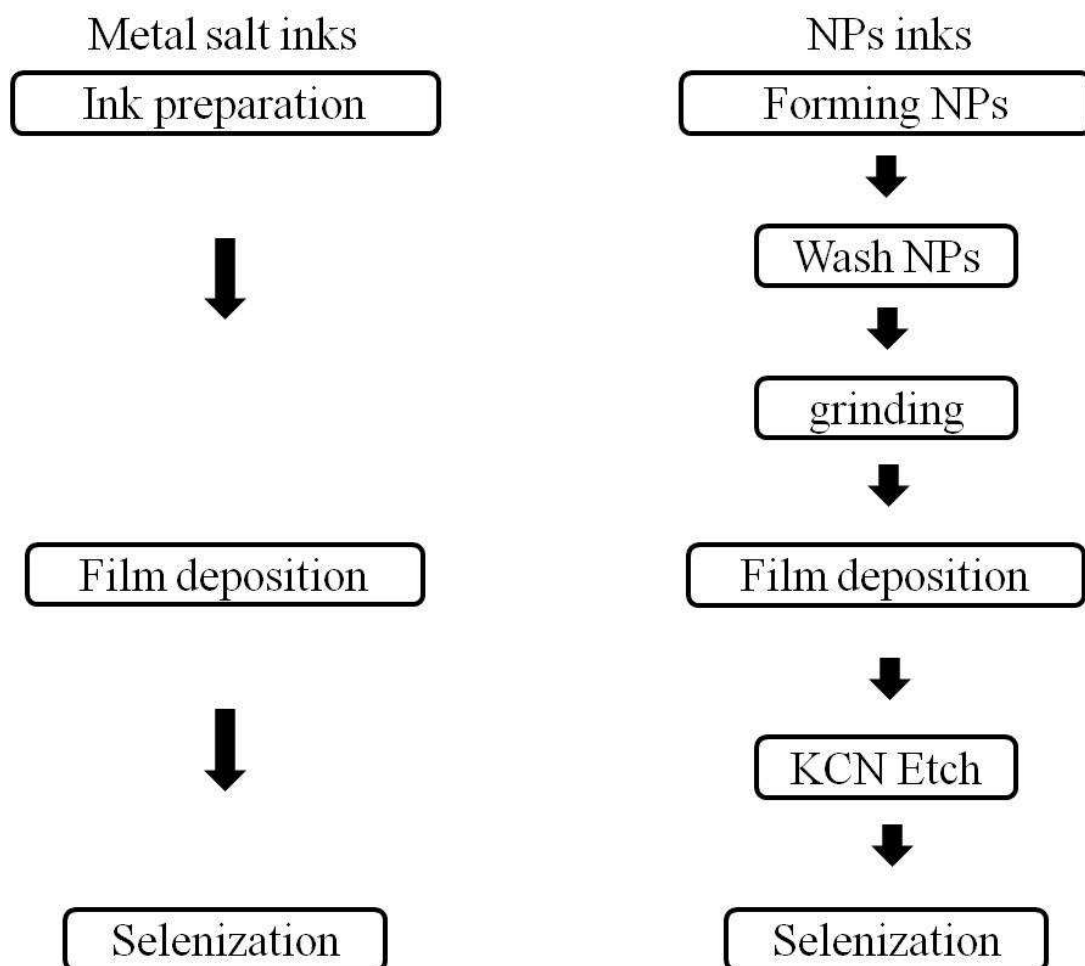 Metal salt inks
Ink preparation
Film deposition
Selenization
NPs inks
Forming NPs
Wash NPs
grinding
Film deposition
KCN Etch
Selenization